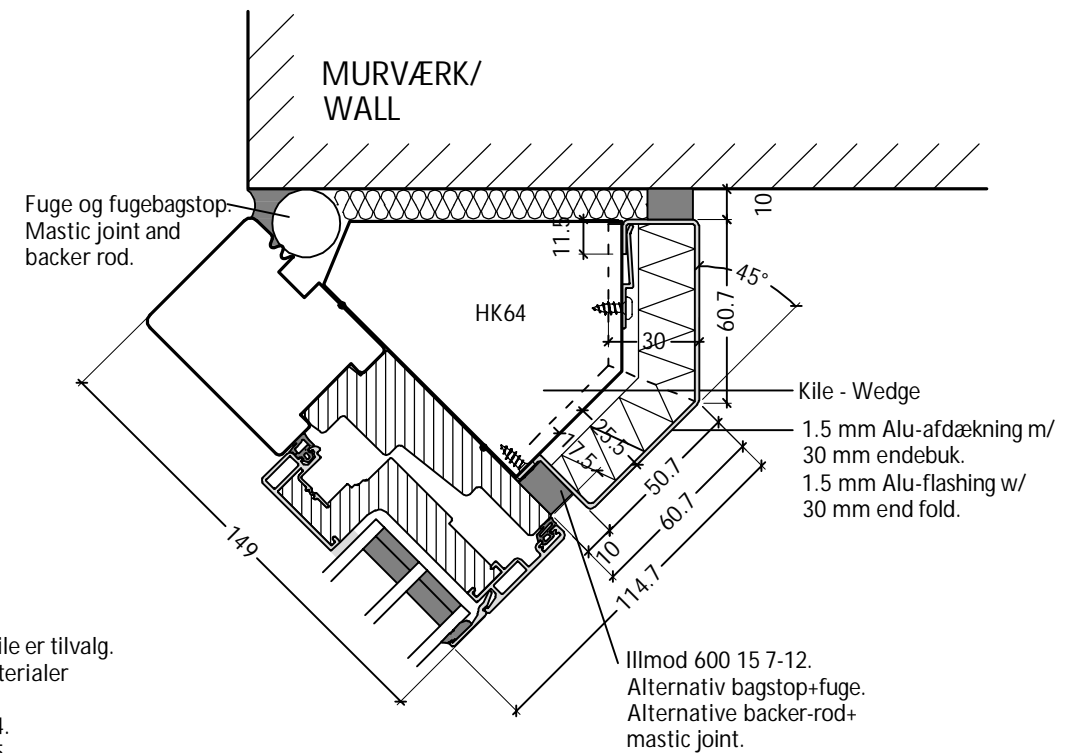 MURVÆRK/
WALL
Fuge og fugebagstop.
Mastic joint and
backer rod.
10
11.5
45°
60.7
HK64
30
Kile - Wedge
1.5 mm Alu-afdækning m/
30 mm endebuk.
1.5 mm Alu-flashing w/
30 mm end fold.
25.5
17.5
50.7
60.7
10
114.7
149
ile er tilvalg.
terialer
Illmod 600 15 7-12.
Alternativ bagstop+fuge.
Alternative backer-rod+
mastic joint.